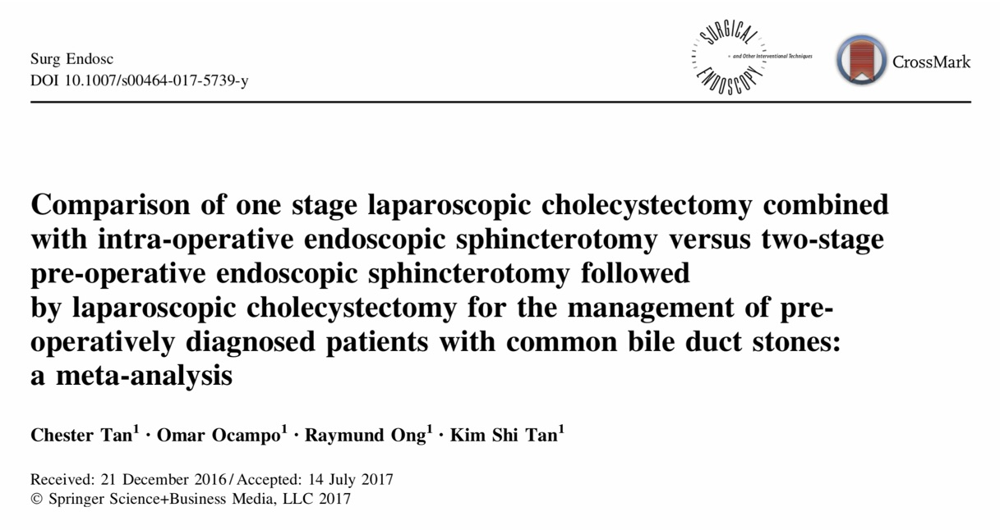 Surg Endosc
DOI 10.1007/s00464-017-5739-y
SURGICAL
and Other Interventional Techniques
ENDOSCOPY
CrossMark
Comparison of one stage laparoscopic cholecystectomy combined
with intra-operative endoscopic sphincterotomy versus two-stage
pre-operative endoscopic sphincterotomy followed
by laparoscopic cholecystectomy for the management of pre-
operatively diagnosed patients with common bile duct stones:
a meta-analysis
Chester Tan¹ · Omar Ocampo¹ · Raymund Ong¹ · Kim Shi Tan¹
Received: 21 December 2016 / Accepted: 14 July 2017
© Springer Science+Business Media, LLC 2017